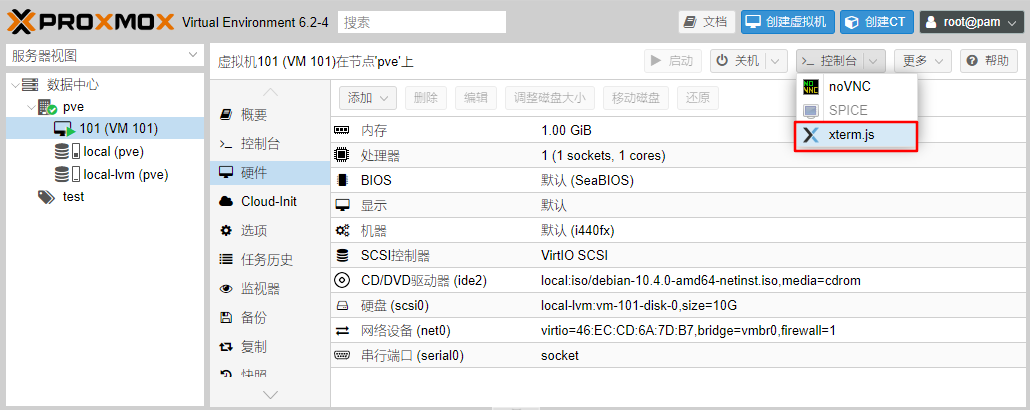 PROXMOX Virtual Environment 6.2-4 搜索 文档 创建虚拟机 创建CT root@pam
服务器视图
数据中心
pve
101 (VM 101)
local (pve)
local-lvm (pve)
test
虚拟机101 (VM 101)在节点'pve'上 启动 关机 控制台 更多 帮助
noVNC
SPICE
xterm.js
概要
控制台
硬件
Cloud-Init
选项
任务历史
监视器
备份
复制
快照
添加 删除 编辑 调整磁盘大小 移动磁盘 还原
内存 1.00 GiB
处理器 1 (1 sockets, 1 cores)
BIOS 默认 (SeaBIOS)
显示 默认
机器 默认 (i440fx)
SCSI控制器 VirtIO SCSI
CD/DVD驱动器 (ide2) local:iso/debian-10.4.0-amd64-netinst.iso,media=cdrom
硬盘 (scsi0) local-lvm:vm-101-disk-0,size=10G
网络设备 (net0) virtio=46:EC:CD:6A:7D:B7,bridge=vmbr0,firewall=1
串行端口 (serial0) socket